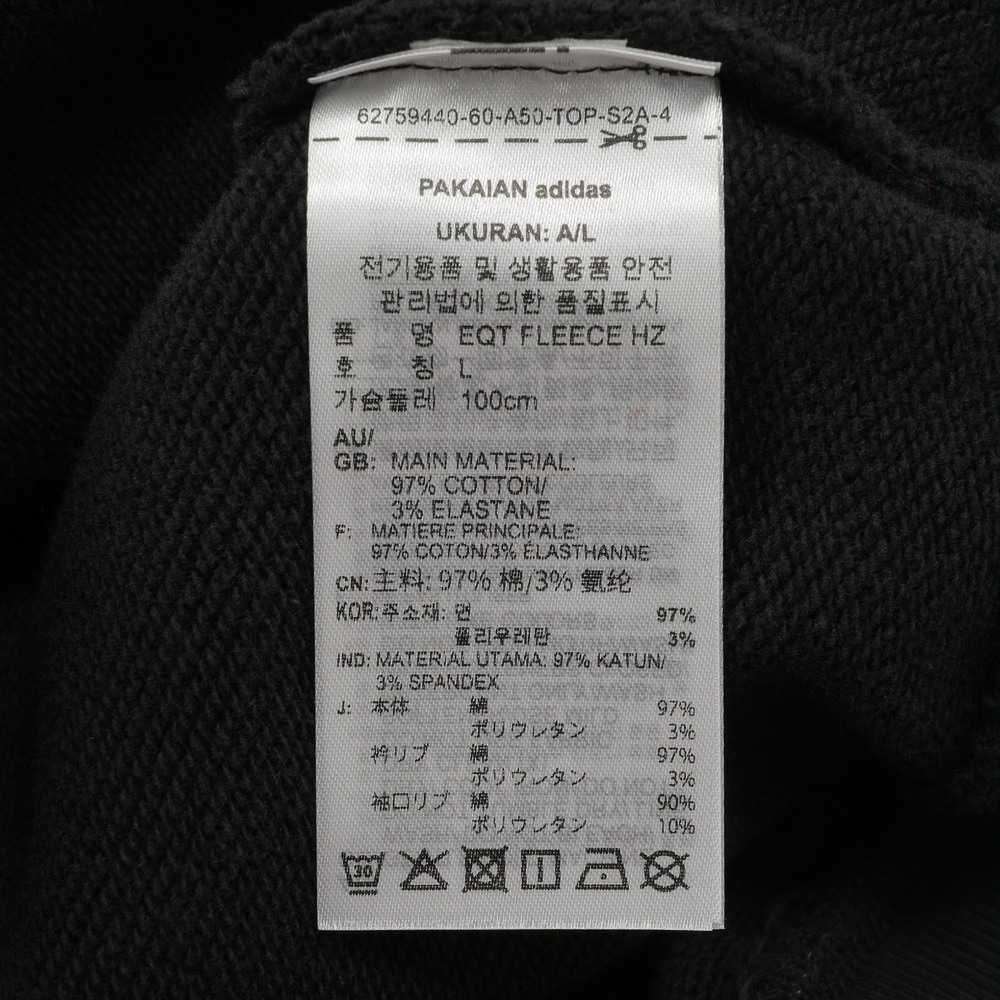 62759440-60-A50-TOP-S2A-4
PAKAIAN adidas
UKURAN: A/L
전기용품 및 생활용품 안전
관리법에 의한 품질표시
품 명 EQT FLEECE HZ
호 칭 L
가슴둘레 100cm
AU/
GB: MAIN MATERIAL:
97% COTTON/
3% ELASTANE
F: MATIERE PRINCIPALE:
97% COTON/3% ÉLASTHANNE
CN: 主料: 97% 棉/3% 氨纶
KOR: 주소재: 면 97%
폴리우레탄 3%
IND: MATERIAL UTAMA: 97% KATUN/
3% SPANDEX
J: 本体 綿 97%
ポリウレタン 3%
衿リブ 綿 97%
ポリウレタン 3%
袖口リブ 綿 90%
ポリウレタン 10%
30